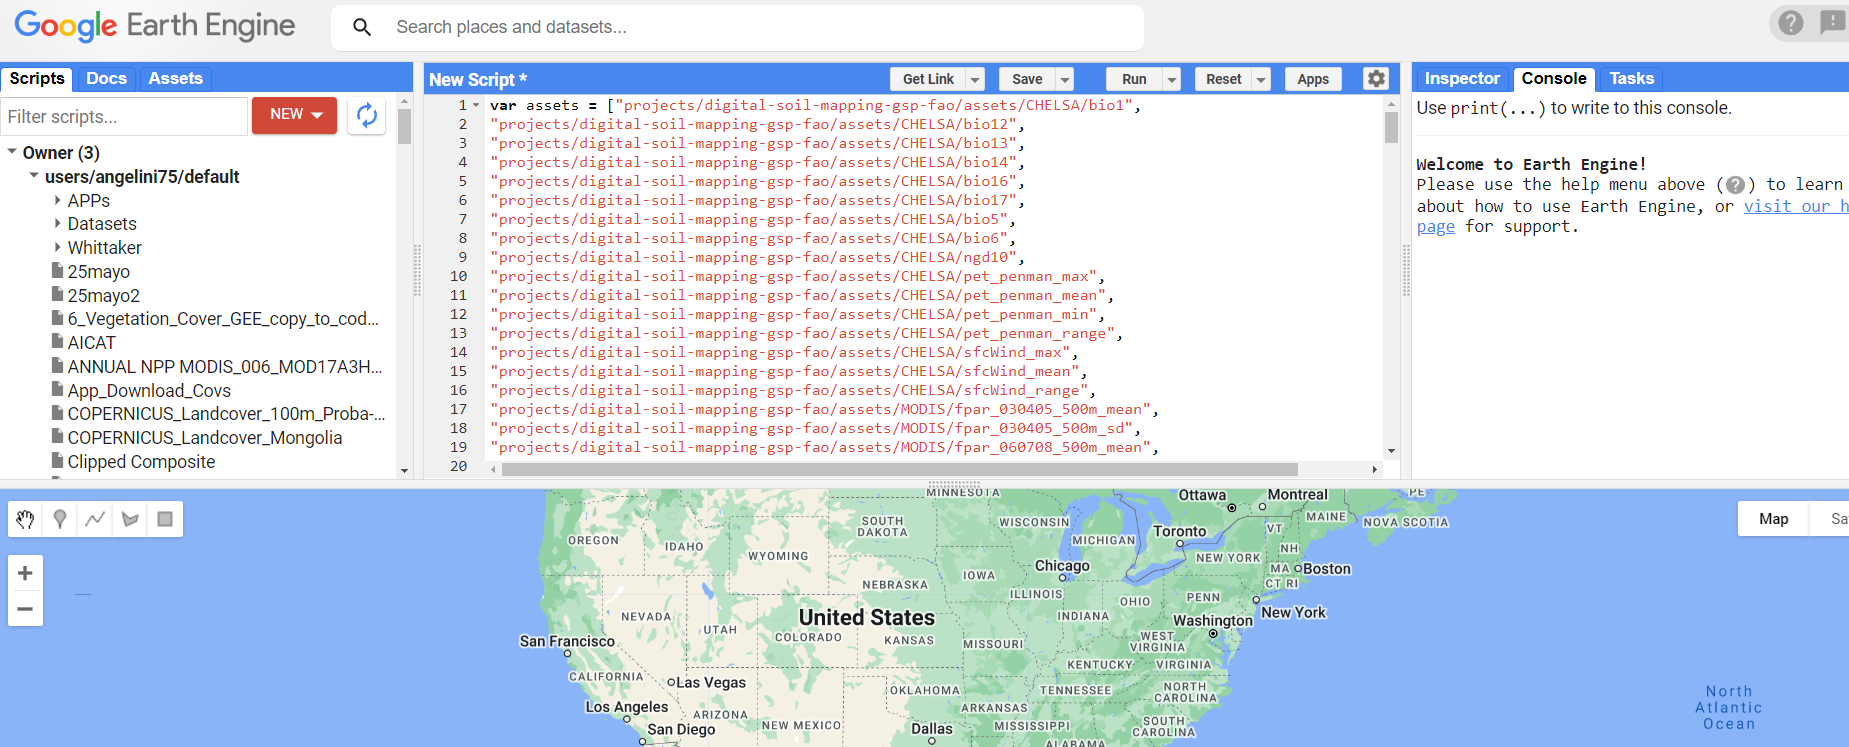 Google Earth Engine
Search places and datasets...
Scripts Docs Assets
Filter scripts...
NEW
Owner (3)
users/angelini75/default
APPs
Datasets
Whittaker
25mayo
25mayo2
6_Vegetation_Cover_GEE_copy_to_cod...
AICAT
ANNUAL NPP MODIS_006_MOD17A3H...
App_Download_Covs
COPERNICUS_Landcover_100m_Proba-...
COPERNICUS_Landcover_Mongolia
Clipped Composite
New Script *
Get Link Save Run Reset Apps
1 var assets = ["projects/digital-soil-mapping-gsp-fao/assets/CHELSA/bio1",
2 "projects/digital-soil-mapping-gsp-fao/assets/CHELSA/bio12",
3 "projects/digital-soil-mapping-gsp-fao/assets/CHELSA/bio13",
4 "projects/digital-soil-mapping-gsp-fao/assets/CHELSA/bio14",
5 "projects/digital-soil-mapping-gsp-fao/assets/CHELSA/bio16",
6 "projects/digital-soil-mapping-gsp-fao/assets/CHELSA/bio17",
7 "projects/digital-soil-mapping-gsp-fao/assets/CHELSA/bio5",
8 "projects/digital-soil-mapping-gsp-fao/assets/CHELSA/bio6",
9 "projects/digital-soil-mapping-gsp-fao/assets/CHELSA/ngd10",
10 "projects/digital-soil-mapping-gsp-fao/assets/CHELSA/pet_penman_max",
11 "projects/digital-soil-mapping-gsp-fao/assets/CHELSA/pet_penman_mean",
12 "projects/digital-soil-mapping-gsp-fao/assets/CHELSA/pet_penman_min",
13 "projects/digital-soil-mapping-gsp-fao/assets/CHELSA/pet_penman_range",
14 "projects/digital-soil-mapping-gsp-fao/assets/CHELSA/sfcWind_max",
15 "projects/digital-soil-mapping-gsp-fao/assets/CHELSA/sfcWind_mean",
16 "projects/digital-soil-mapping-gsp-fao/assets/CHELSA/sfcWind_range",
17 "projects/digital-soil-mapping-gsp-fao/assets/MODIS/fpar_030405_500m_mean",
18 "projects/digital-soil-mapping-gsp-fao/assets/MODIS/fpar_030405_500m_sd",
19 "projects/digital-soil-mapping-gsp-fao/assets/MODIS/fpar_060708_500m_mean",
20
Inspector Console Tasks
Use print(...) to write to this console.
Welcome to Earth Engine!
Please use the help menu above (?) to learn
about how to use Earth Engine, or visit our h
page for support.
Map Sa
MINNESOTA
Ottawa
Montreal
PE
SOUTH
DAKOTA
WISCONSIN
MAINE
NOVA SCOTIA
OREGON
IDAHO
WYOMING
MICHIGAN
Toronto
VT
NH
NEW YORK
Chicago
MA
Boston
IOWA
NEBRASKA
CT RI
ILLINOIS
OHIO
PENN
New York
NEVADA
UTAH
United States
COLORADO
KANSAS
INDIANA
Washington
San Francisco
MISSOURI
WEST
VIRGINIA
KENTUCKY
VIRGINIA
CALIFORNIA
Las Vegas
OKLAHOMA
TENNESSEE
NORTH
CAROLINA
Los Angeles
ARIZONA
NEW MEXICO
ARKANSAS
MISSISSIPPI
SOUTH
CAROLINA
San Diego
Dallas
ALABAMA
North
Atlantic
Ocean